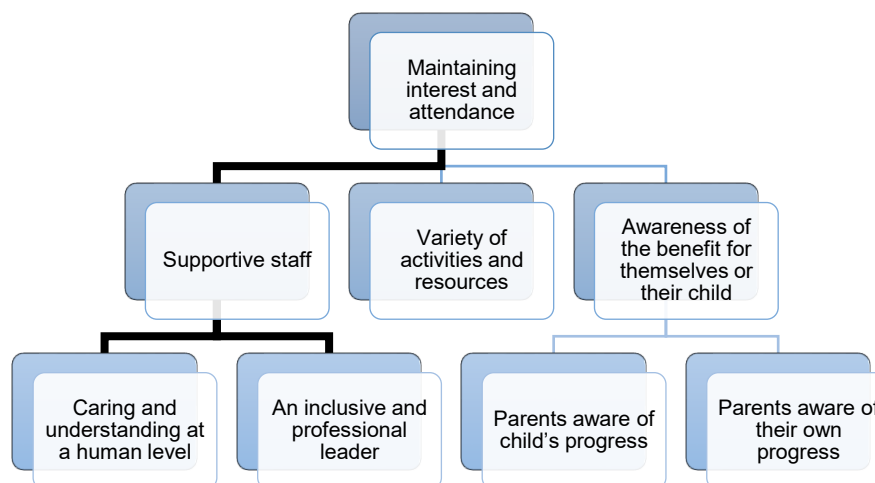 Maintaining
interest and
attendance
Supportive staff
Variety of
activities and
resources
Awareness of
the benefit for
themselves or
their child
Caring and
understanding at
a human level
An inclusive and
professional
leader
Parents aware of
child’s progress
Parents aware of
their own
progress